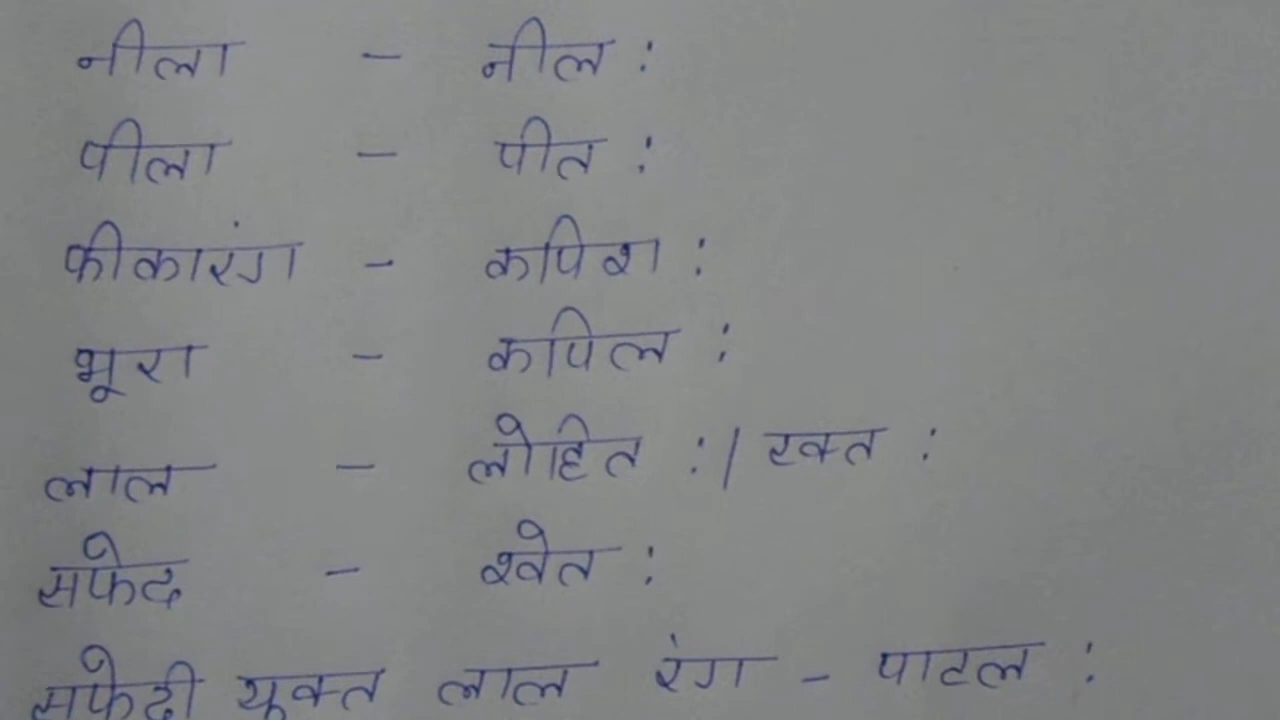 नीला - नीलः
पीला - पीतः
फीकारंग - कपिशः
भूरा - कपिलः
लाल - लोहितः / रक्तः
सफेद - श्वेतः
सफेदी युक्त लाल रंग - पाटलः